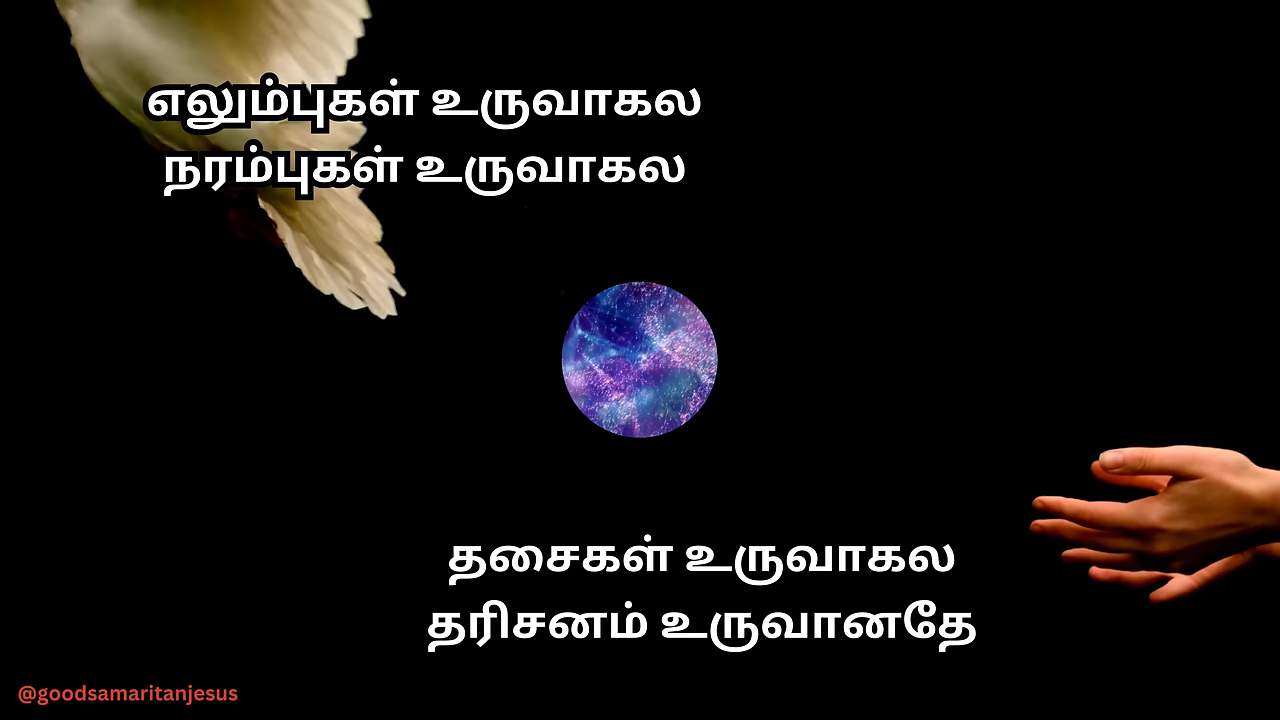 எலும்புகள் உருவாகல
நரம்புகள் உருவாகல
தசைகள் உருவாகல
தரிசனம் உருவானதே
@goodsamaritanjesus